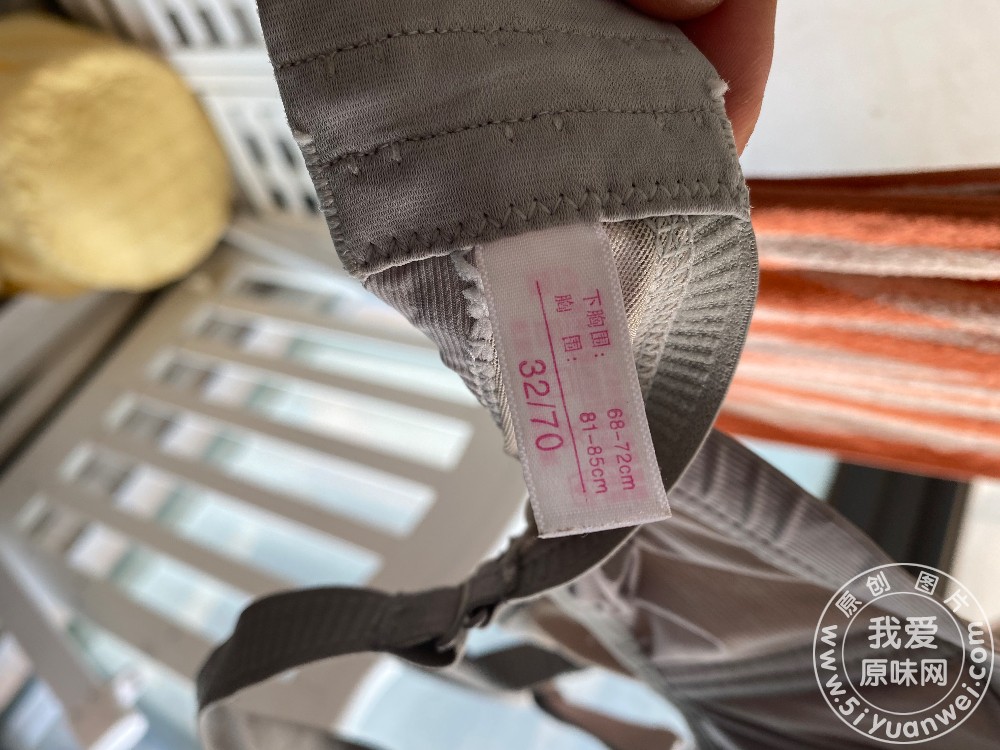 下胸围： 68-72cm
胸 围： 81-85cm
32/70
原创图片
我爱
原味网
www.5iyuanwei.com